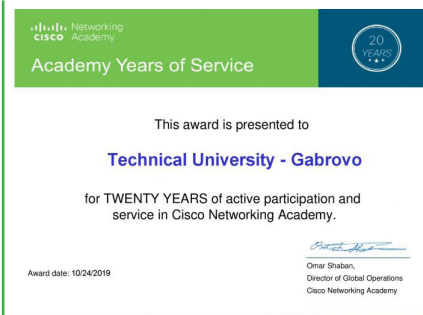 Networking
CISCO Academy
Academy Years of Service
20
YEARS
This award is presented to
Technical University - Gabrovo
for TWENTY YEARS of active participation and
service in Cisco Networking Academy.
Omar Shaban,
Award date: 10/24/2019
Director of Global Operations
Cisco Networking Academy